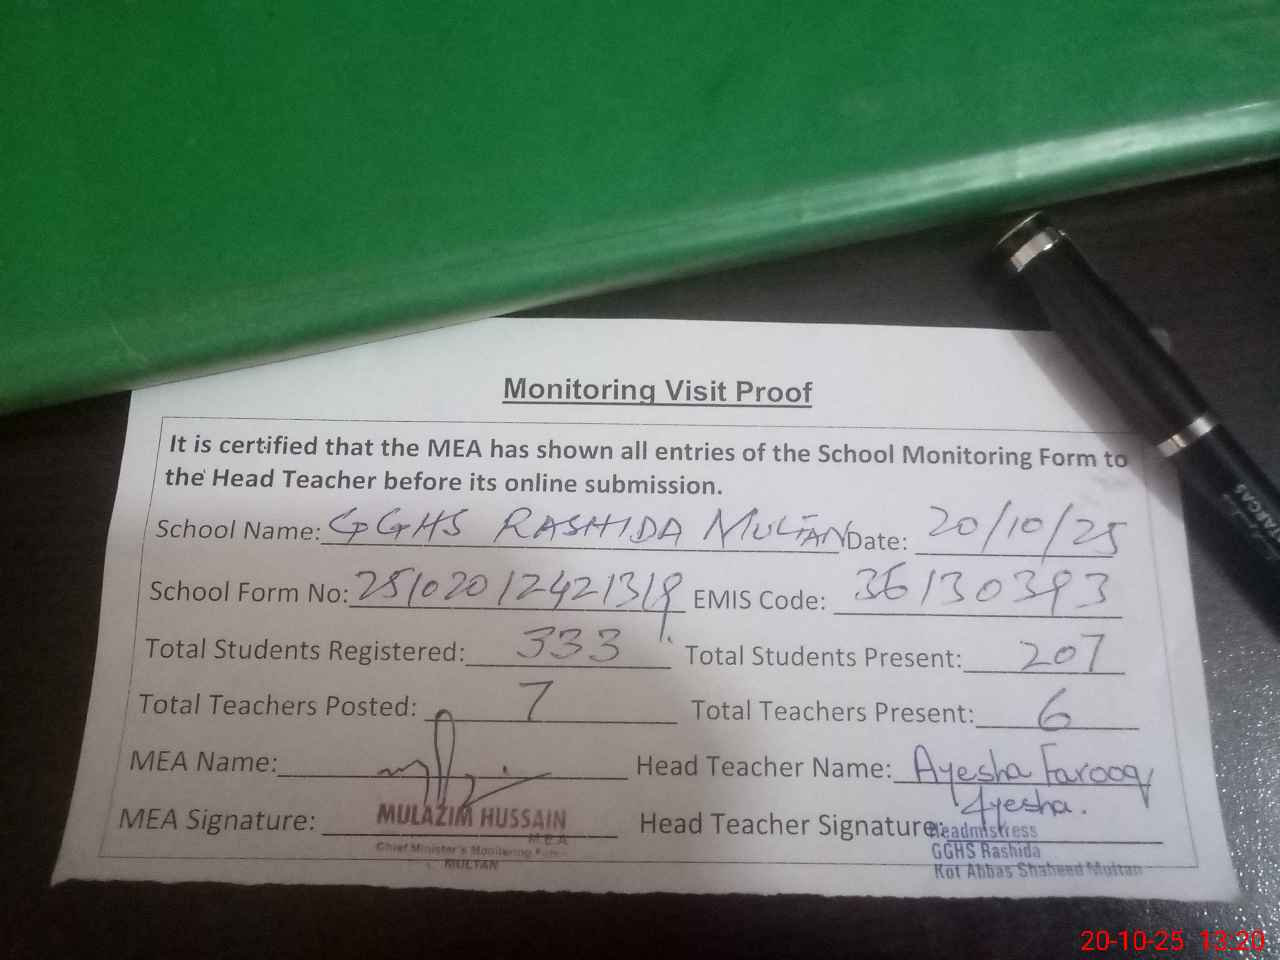 Monitoring Visit Proof
It is certified that the MEA has shown all entries of the School Monitoring Form to
the Head Teacher before its online submission.
School Name: GGHS RASHIDA MULTAN Date: 20/10/25
School Form No: 25102012421319 EMIS Code: 36130393
Total Students Registered: 333 Total Students Present: 207
Total Teachers Posted: 7 Total Teachers Present: 6
MEA Name: Head Teacher Name: Ayesha Farooq
Ayesha.
MEA Signature: MULAZIM HUSSAIN Head Teacher Signature: Headmistress
M.E.A GGHS Rashida
Chief Minister's Monitoring Kot Abbas Shaheed Multan
MULTAN
20-10-25 13:20